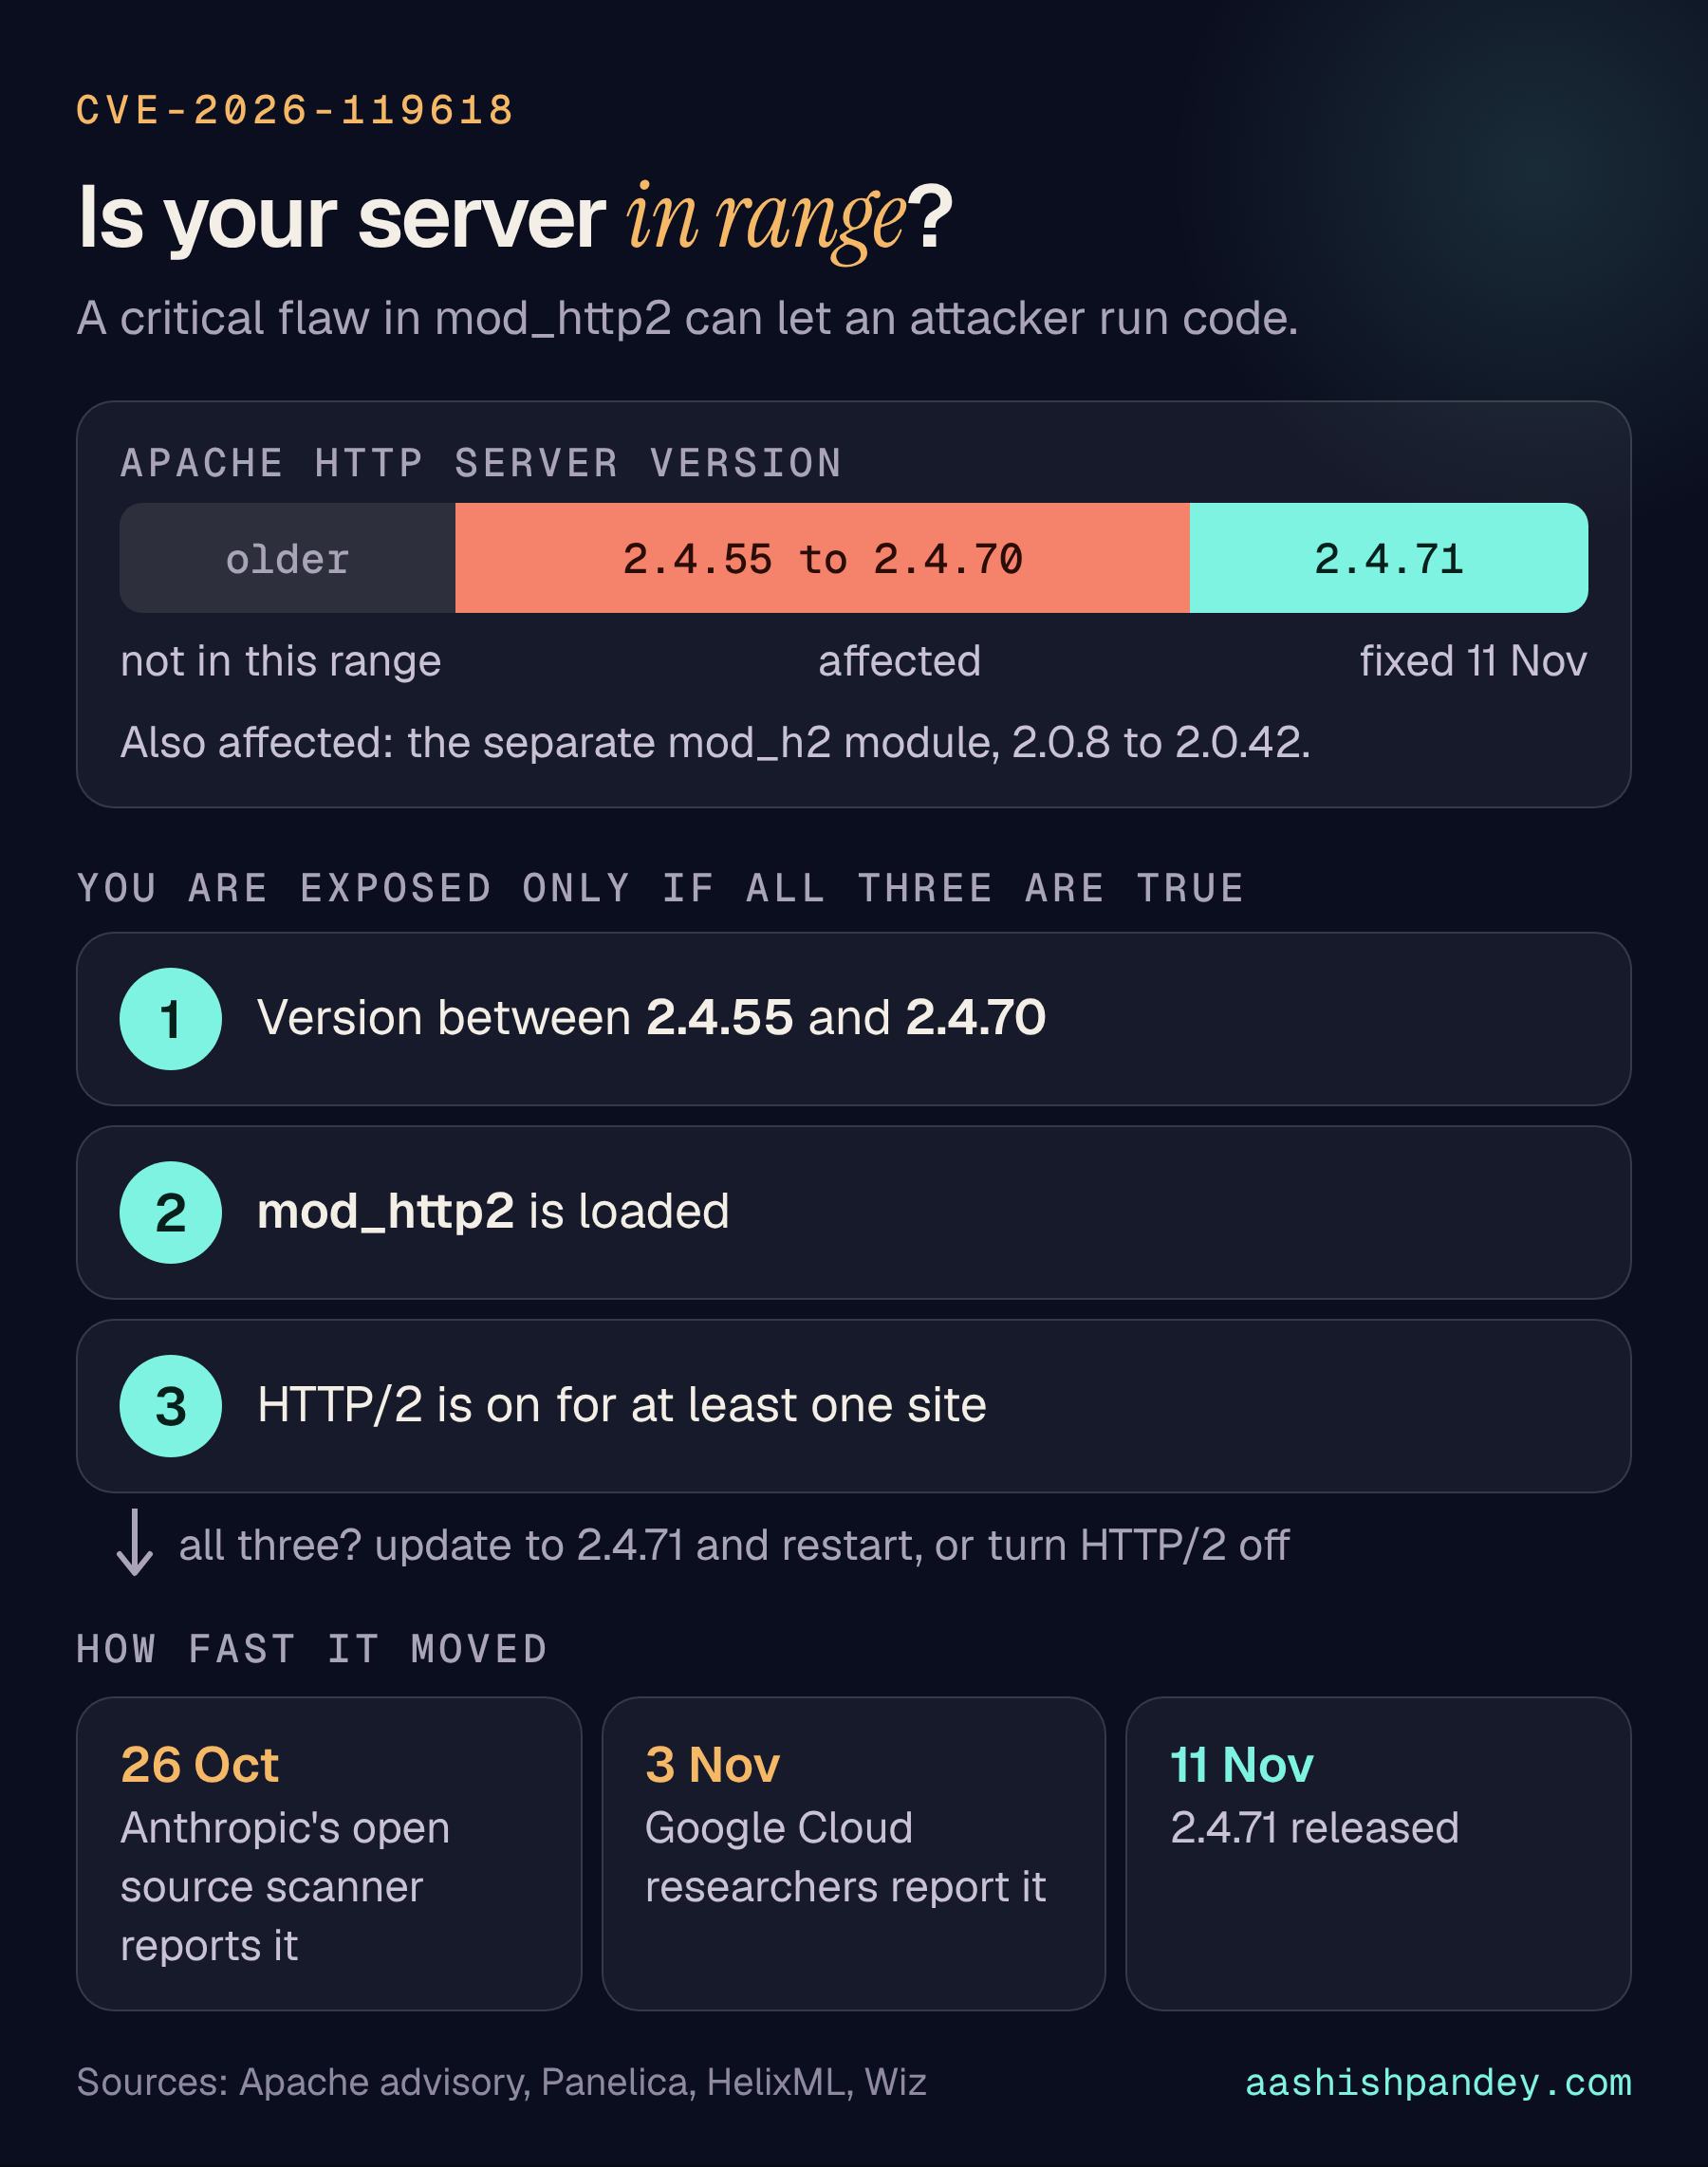 CVE-2026-119618
Is your server in range?
A critical flaw in mod_http2 can let an attacker run code.
APACHE HTTP SERVER VERSION
older
2.4.55 to 2.4.70
2.4.71
not in this range
affected
fixed 11 Nov
Also affected: the separate mod_h2 module, 2.0.8 to 2.0.42.
YOU ARE EXPOSED ONLY IF ALL THREE ARE TRUE
1 Version between 2.4.55 and 2.4.70
2 mod_http2 is loaded
3 HTTP/2 is on for at least one site
↓ all three? update to 2.4.71 and restart, or turn HTTP/2 off
HOW FAST IT MOVED
26 Oct
Anthropic's open
source scanner
reports it
3 Nov
Google Cloud
researchers report it
11 Nov
2.4.71 released
Sources: Apache advisory, Panelica, HelixML, Wiz
aashishpandey.com